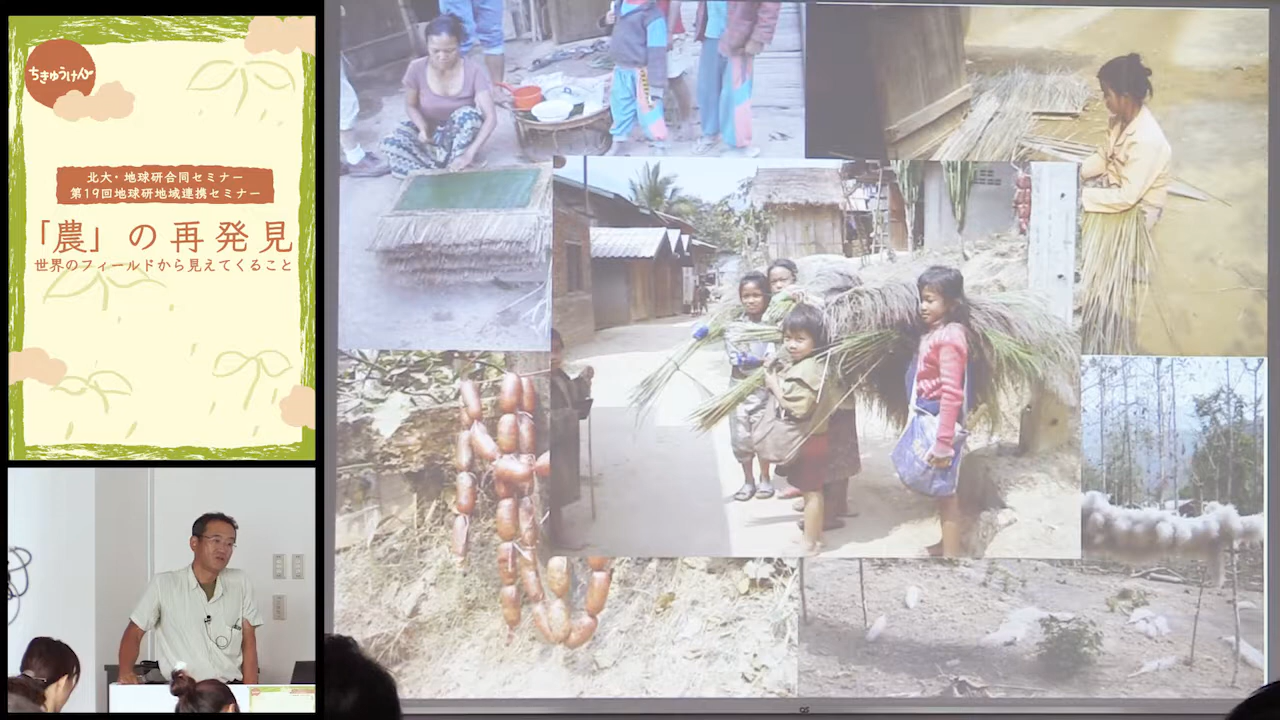 ちきゅうけん
北大・地球研合同セミナー
第19回地球研地域連携セミナー
「農」の再発見
世界のフィールドから見えてくること